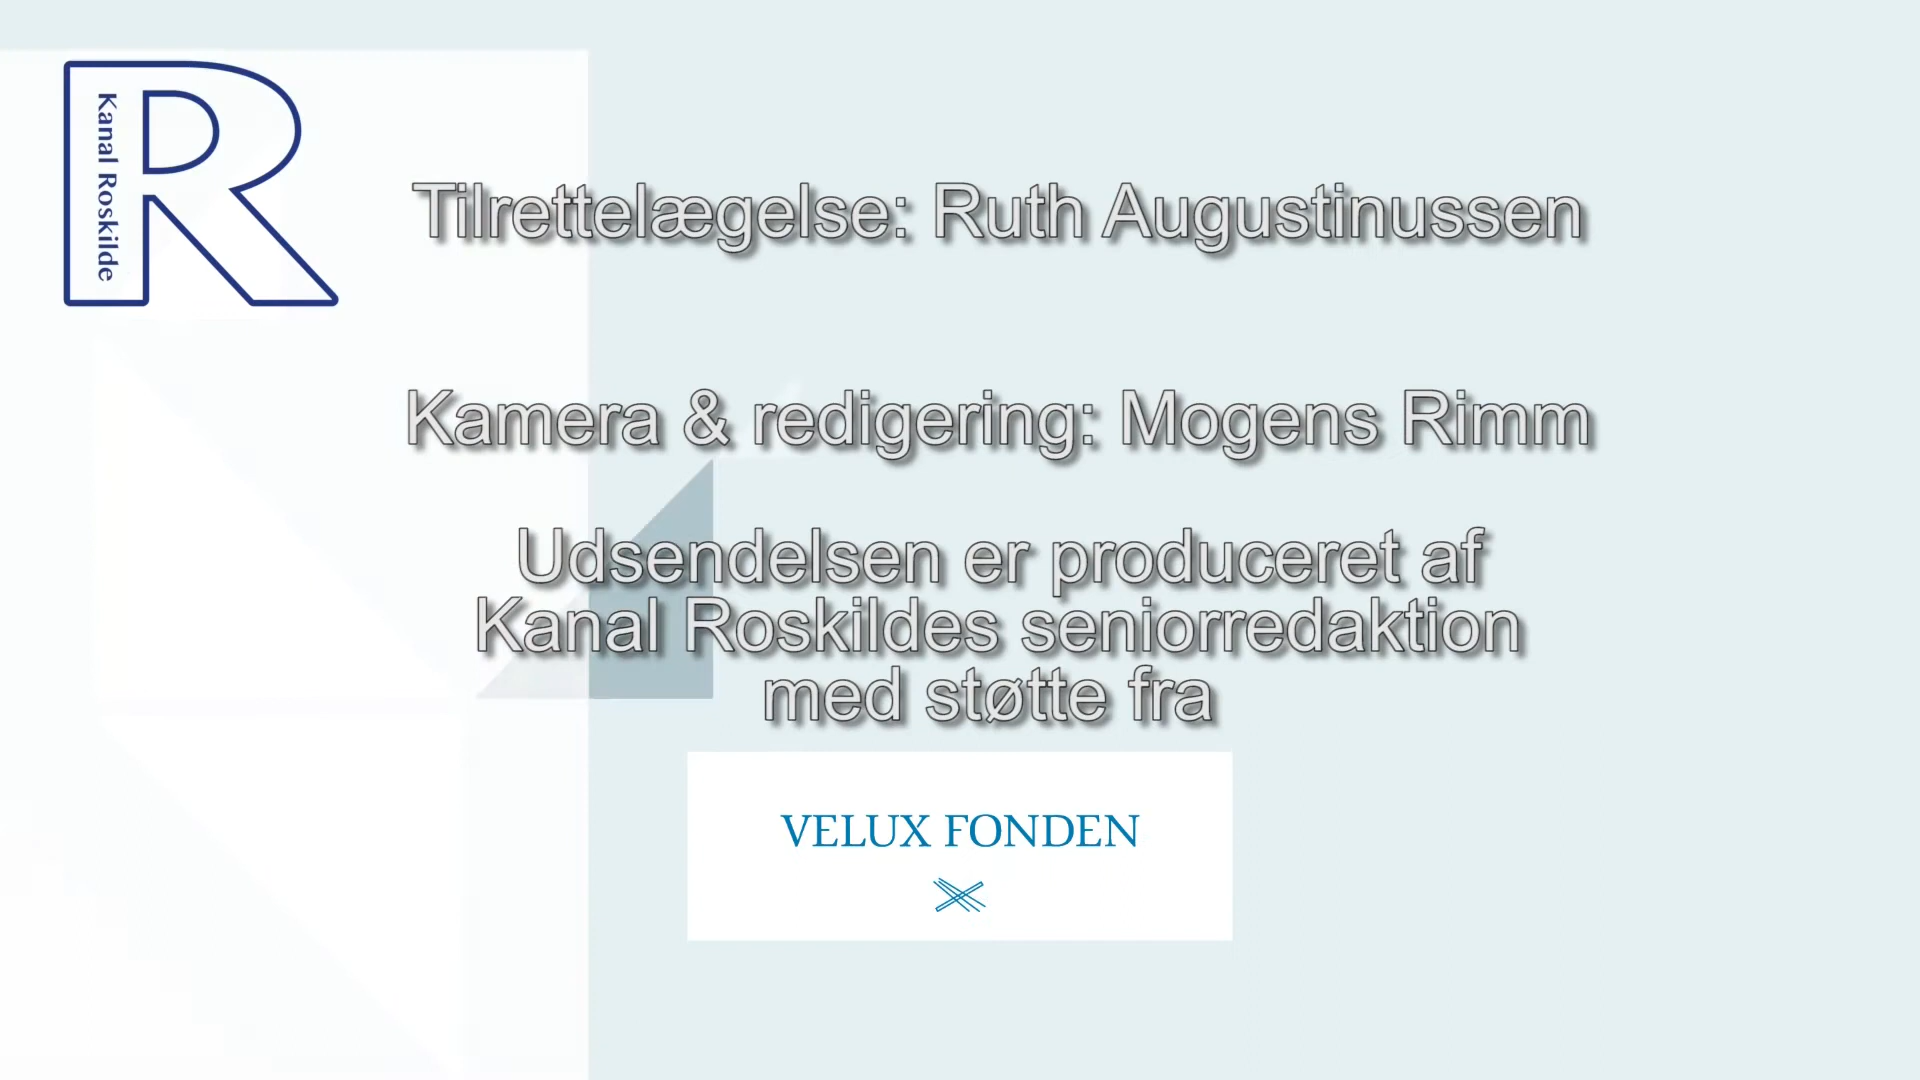 Kanal Roskilde
Tilrettelægelse: Ruth Augustinussen
Kamera & redigering: Mogens Rimm
Udsendelsen er produceret af
Kanal Roskildes seniorredaktion
med støtte fra
VELUX FONDEN